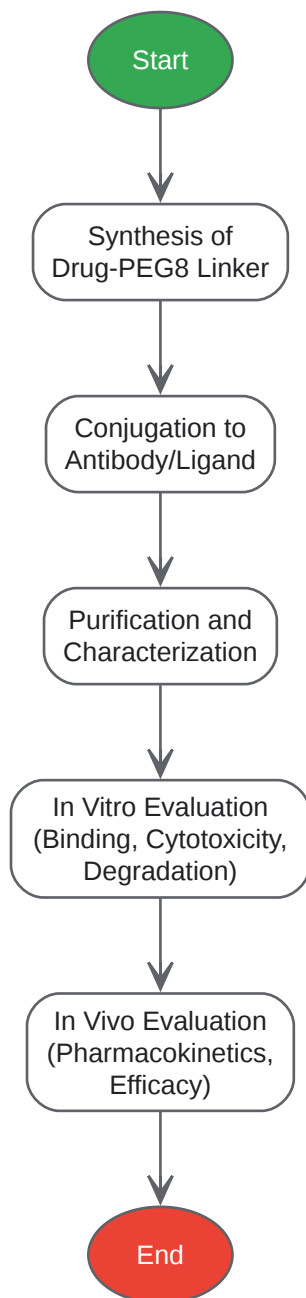 Start
Synthesis of
Drug-PEG8 Linker
Conjugation to
Antibody/Ligand
Purification and
Characterization
In Vitro Evaluation
(Binding, Cytotoxicity,
Degradation)
In Vivo Evaluation
(Pharmacokinetics,
Efficacy)
End